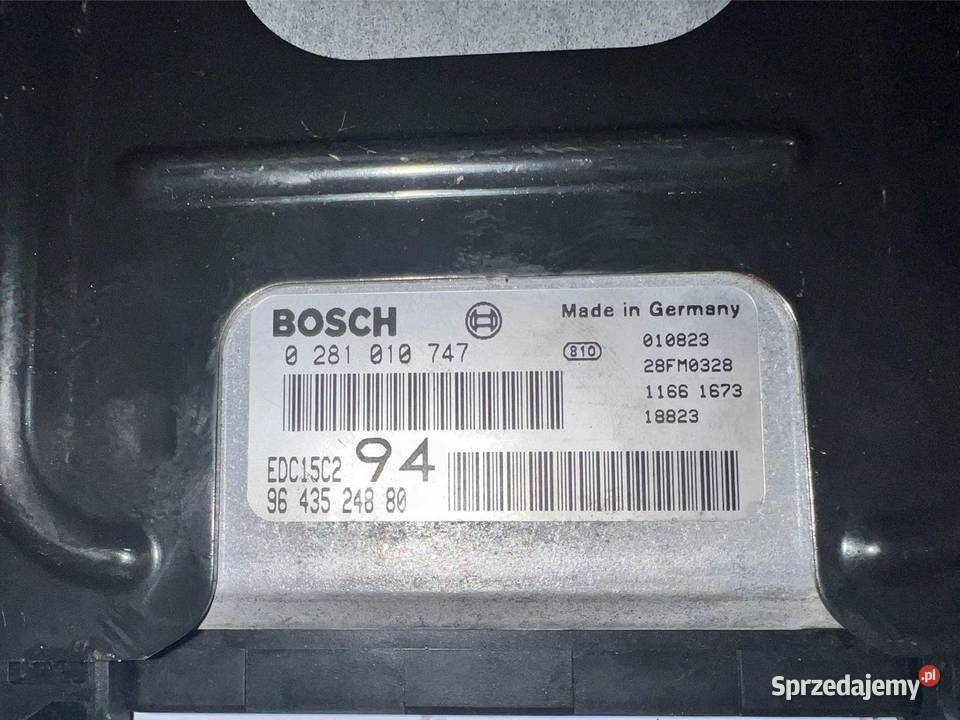 BOSCH
Made in Germany
0 281 010 747
810
010823
28FM0328
1166 1673
18823
EDC15C2 94
96 435 248 80
Sprzedajemy.pl